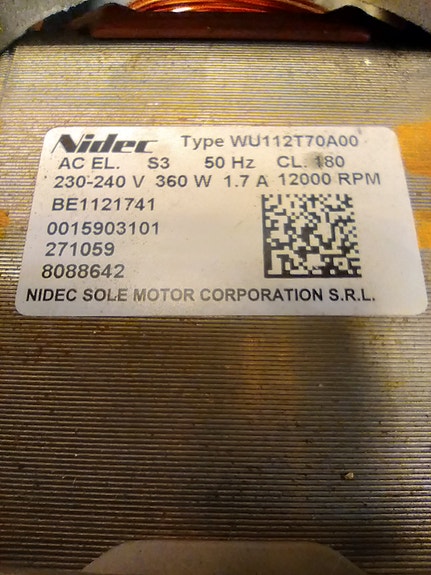 Nidec Type WU112T70A00
AC EL. S3 50 Hz CL. 180
230-240 V 360 W 1.7 A 12000 RPM
BE1121741
0015903101
271059
8088642
NIDEC SOLE MOTOR CORPORATION S.R.L.